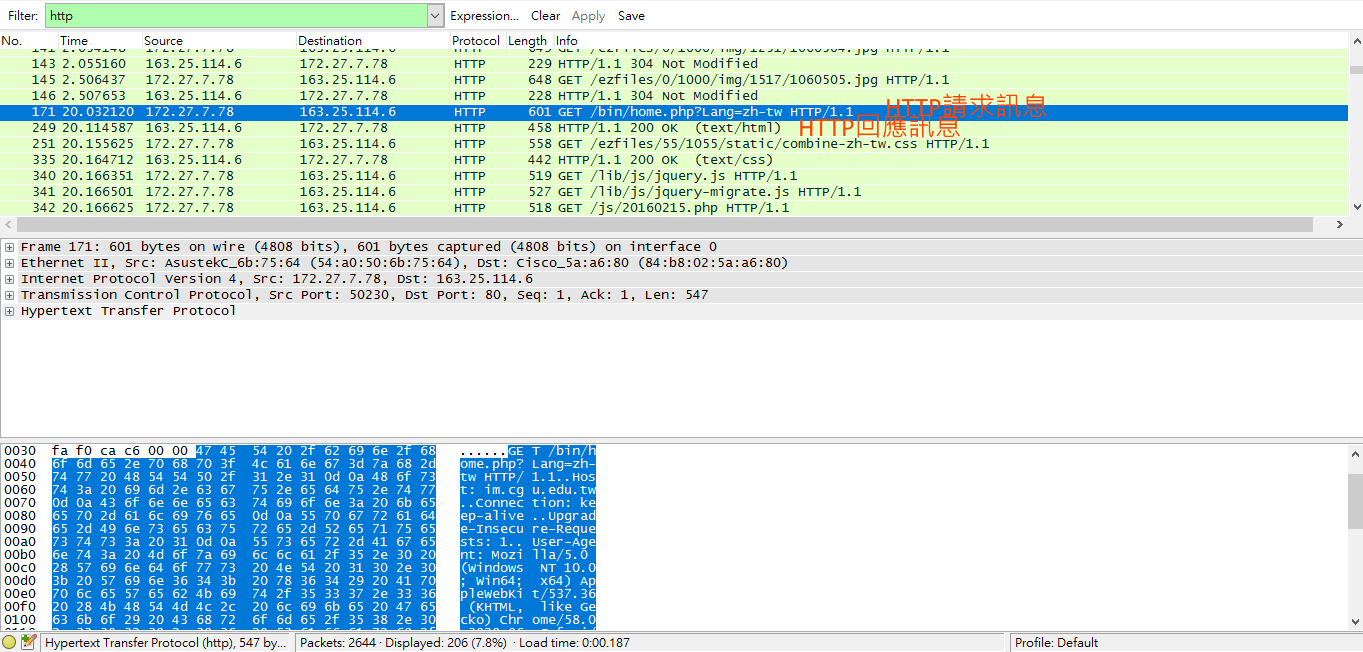 Filter: http Expression... Clear Apply Save
No. Time Source Destination Protocol Length Info
143 2.055160 163.25.114.6 172.27.7.78 HTTP 229 HTTP/1.1 304 Not Modified
145 2.506437 172.27.7.78 163.25.114.6 HTTP 648 GET /ezfiles/0/1000/img/1517/1060505.jpg HTTP/1.1
146 2.507653 163.25.114.6 172.27.7.78 HTTP 228 HTTP/1.1 304 Not Modified
171 20.032120 172.27.7.78 163.25.114.6 HTTP 601 GET /bin/home.php?Lang=zh-tw HTTP/1.1 HTTP請求訊息
249 20.114587 163.25.114.6 172.27.7.78 HTTP 458 HTTP/1.1 200 OK (text/html) HTTP回應訊息
251 20.155625 172.27.7.78 163.25.114.6 HTTP 558 GET /ezfiles/55/1055/static/combine-zh-tw.css HTTP/1.1
335 20.164712 163.25.114.6 172.27.7.78 HTTP 442 HTTP/1.1 200 OK (text/css)
340 20.166351 172.27.7.78 163.25.114.6 HTTP 519 GET /lib/js/jquery.js HTTP/1.1
341 20.166501 172.27.7.78 163.25.114.6 HTTP 527 GET /lib/js/jquery-migrate.js HTTP/1.1
342 20.166625 172.27.7.78 163.25.114.6 HTTP 518 GET /js/20160215.php HTTP/1.1
Frame 171: 601 bytes on wire (4808 bits), 601 bytes captured (4808 bits) on interface 0
Ethernet II, Src: AsustekC_6b:75:64 (54:a0:50:6b:75:64), Dst: Cisco_5a:a6:80 (84:b8:02:5a:a6:80)
Internet Protocol Version 4, Src: 172.27.7.78, Dst: 163.25.114.6
Transmission Control Protocol, Src Port: 50230, Dst Port: 80, Seq: 1, Ack: 1, Len: 547
Hypertext Transfer Protocol
0030 fa f0 ca c6 00 00 47 45 54 20 2f 62 69 6e 2f 68 ......GE T /bin/h
0040 6f 6d 65 2e 70 68 70 3f 4c 61 6e 67 3d 7a 68 2d ome.php? Lang=zh-
0050 74 77 20 48 54 54 50 2f 31 2e 31 0d 0a 48 6f 73 tw HTTP/ 1.1..Hos
0060 74 3a 20 69 6d 2e 63 67 75 2e 65 64 75 2e 74 77 t: im.cg u.edu.tw
0070 0d 0a 43 6f 6e 6e 65 63 74 69 6f 6e 3a 20 6b 65 ..Connec tion: ke
0080 65 70 2d 61 6c 69 76 65 0d 0a 55 70 67 72 61 64 ep-alive ..Upgrad
0090 65 2d 49 6e 73 65 63 75 72 65 2d 52 65 71 75 65 e-Insecu re-Reque
00a0 73 74 73 3a 20 31 0d 0a 55 73 65 72 2d 41 67 65 sts: 1.. User-Age
00b0 6e 74 3a 20 4d 6f 7a 69 6c 6c 61 2f 35 2e 30 20 nt: Mozi lla/5.0
00c0 28 57 69 6e 64 6f 77 73 20 4e 54 20 31 30 2e 30 (Windows NT 10.0
00d0 3b 20 57 69 6e 36 34 3b 20 78 36 34 29 20 41 70 ; Win64; x64) Ap
00e0 70 6c 65 57 65 62 4b 69 74 2f 35 33 37 2e 33 36 pleWebKi t/537.36
00f0 20 28 4b 48 54 4d 4c 2c 20 6c 69 6b 65 20 47 65 (KHTML, like Ge
0100 63 6b 6f 29 20 43 68 72 6f 6d 65 2f 35 38 2e 30 cko) Chr ome/58.0
Hypertext Transfer Protocol (http), 547 by... Packets: 2644 · Displayed: 206 (7.8%) · Load time: 0:00.187 Profile: Default